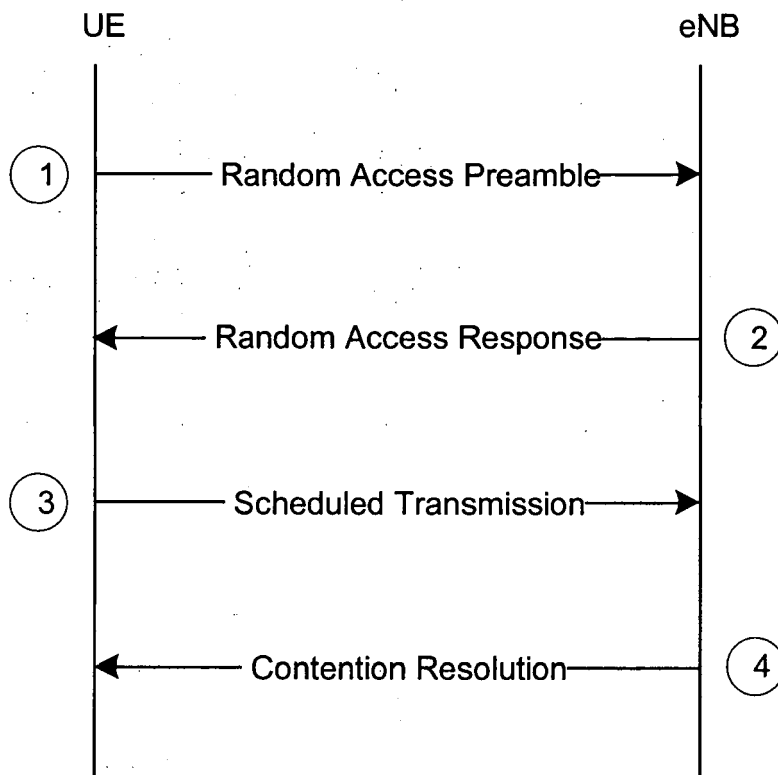 UE eNB
1 Random Access Preamble
Random Access Response 2
3 Scheduled Transmission
Contention Resolution 4